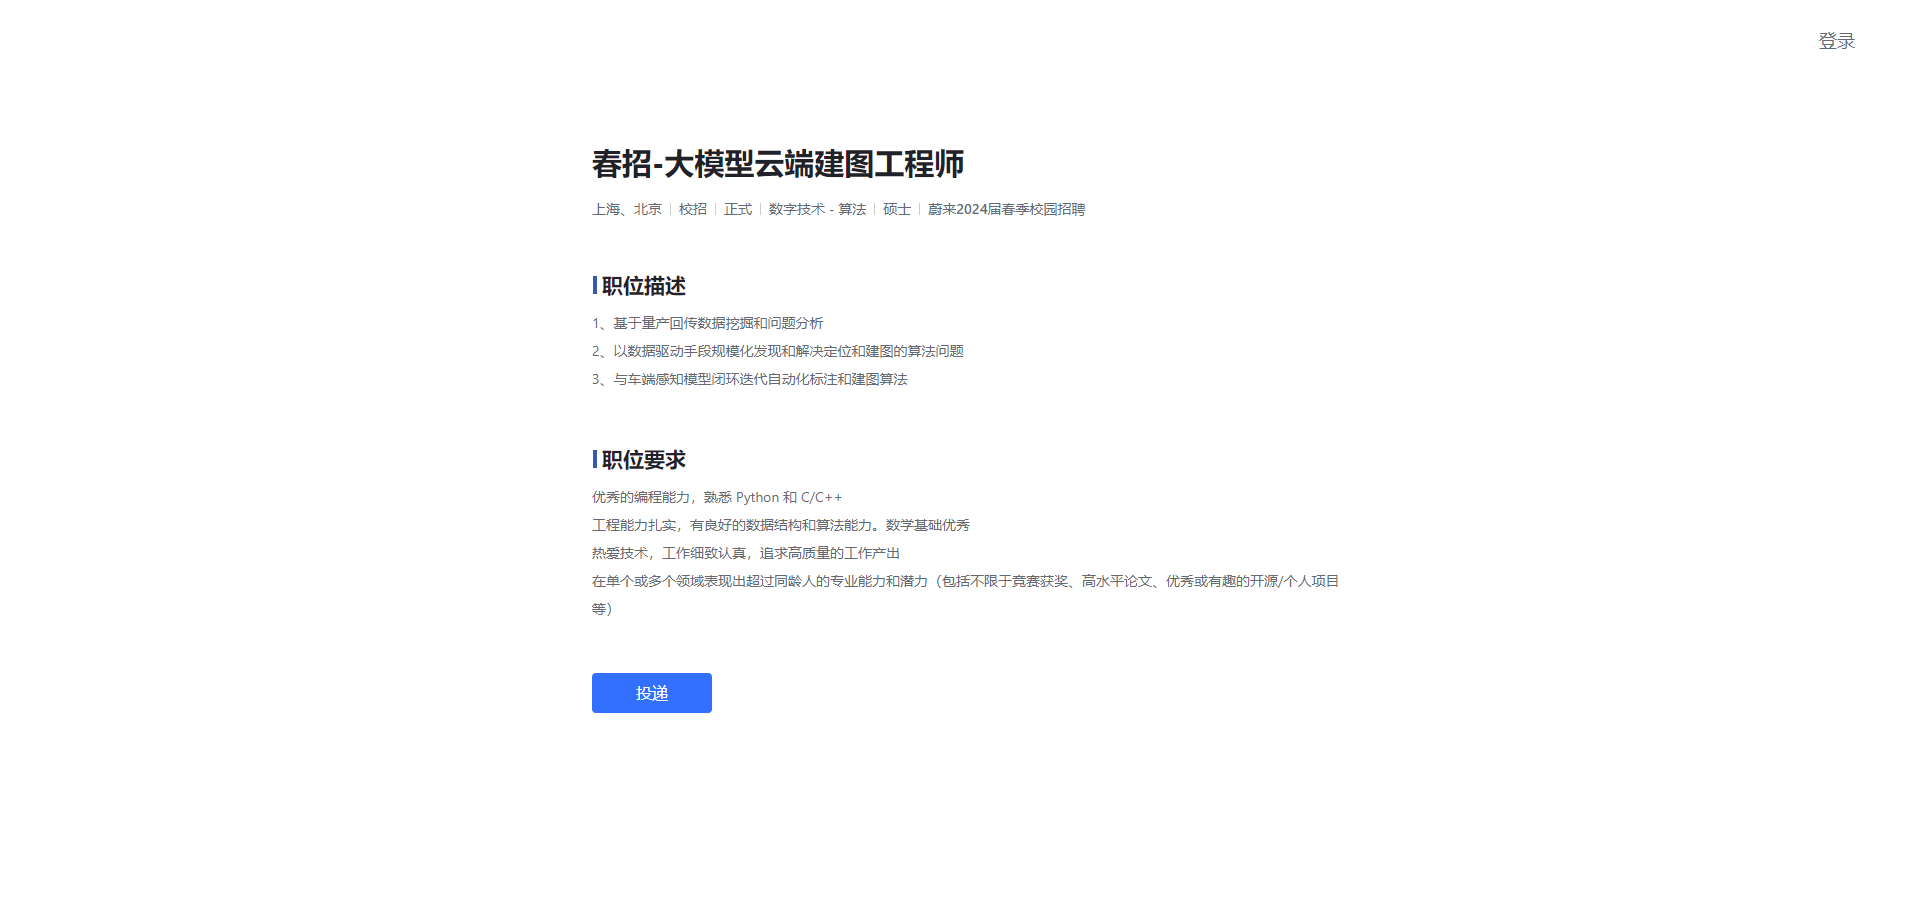 登录
春招-大模型云端建图工程师
上海、北京 | 校招 | 正式 | 数字技术 - 算法 | 硕士 | 蔚来2024届春季校园招聘
职位描述
1、基于量产回传数据挖掘和问题分析
2、以数据驱动手段规模化发现和解决定位和建图的算法问题
3、与车端感知模型闭环迭代自动化标注和建图算法
职位要求
优秀的编程能力，熟悉 Python 和 C/C++
工程能力扎实，有良好的数据结构和算法能力。数学基础优秀
热爱技术，工作细致认真，追求高质量的工作产出
在单个或多个领域表现出超过同龄人的专业能力和潜力（包括不限于竞赛获奖、高水平论文、优秀或有趣的开源/个人项目
等）
投递